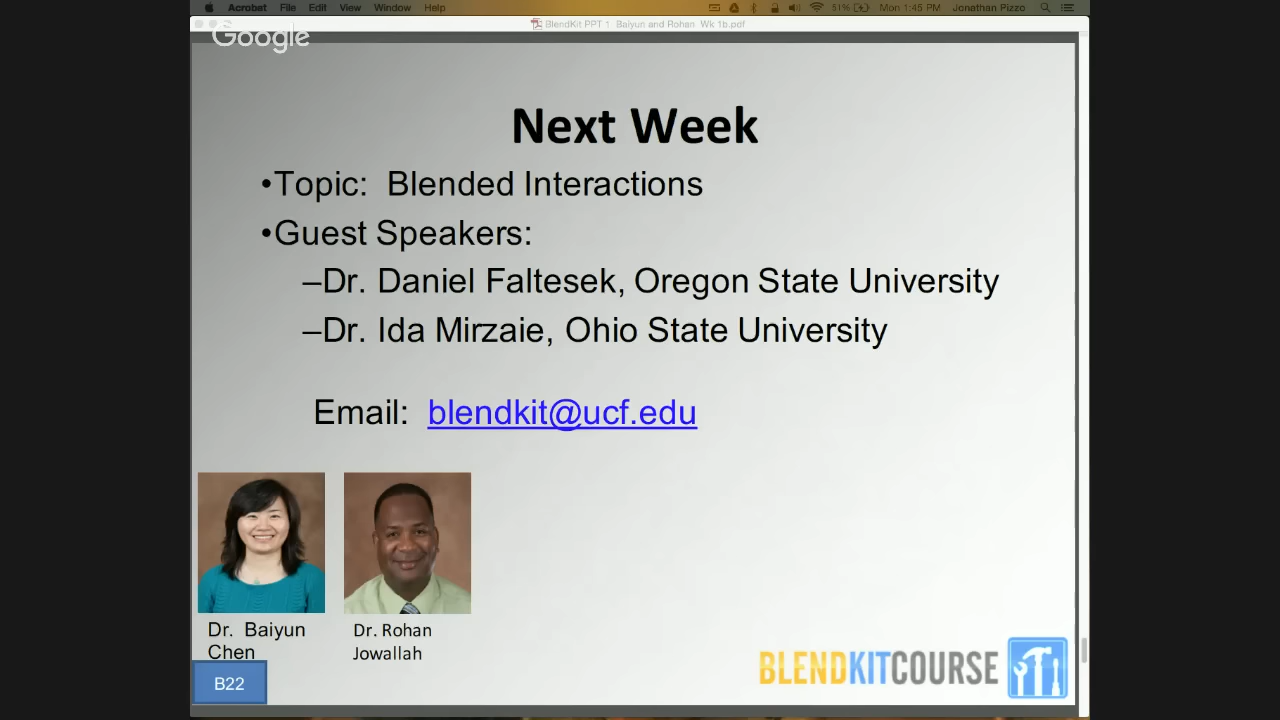 Acrobat File Edit View Window Help 51% Mon 1:45 PM Jonathan Pizzo
BlendKit PPT 1: Baiyun and Rohan Wk 1b.pdf
Google
Next Week
•Topic: Blended Interactions
•Guest Speakers:
–Dr. Daniel Faltesek, Oregon State University
–Dr. Ida Mirzaie, Ohio State University
Email: blendkit@ucf.edu
Dr. Baiyun
Chen
Dr. Rohan
Jowallah
B22
BLENDKITCOURSE